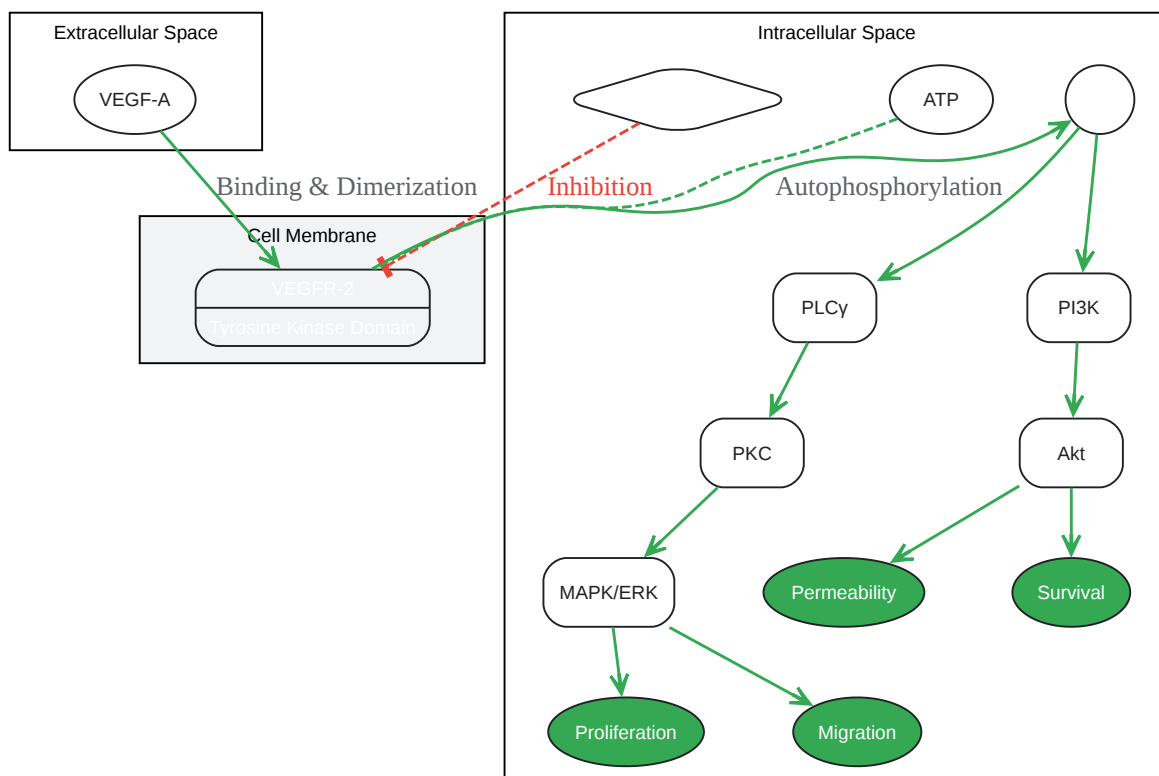 Extracellular Space
Intracellular Space
VEGF-A
ATP
Binding & Dimerization
Inhibition
Autophosphorylation
Cell Membrane
VEGFR-2
Tyrosine Kinase Domain
PLCγ
PI3K
PKC
Akt
MAPK/ERK
Permeability
Survival
Proliferation
Migration